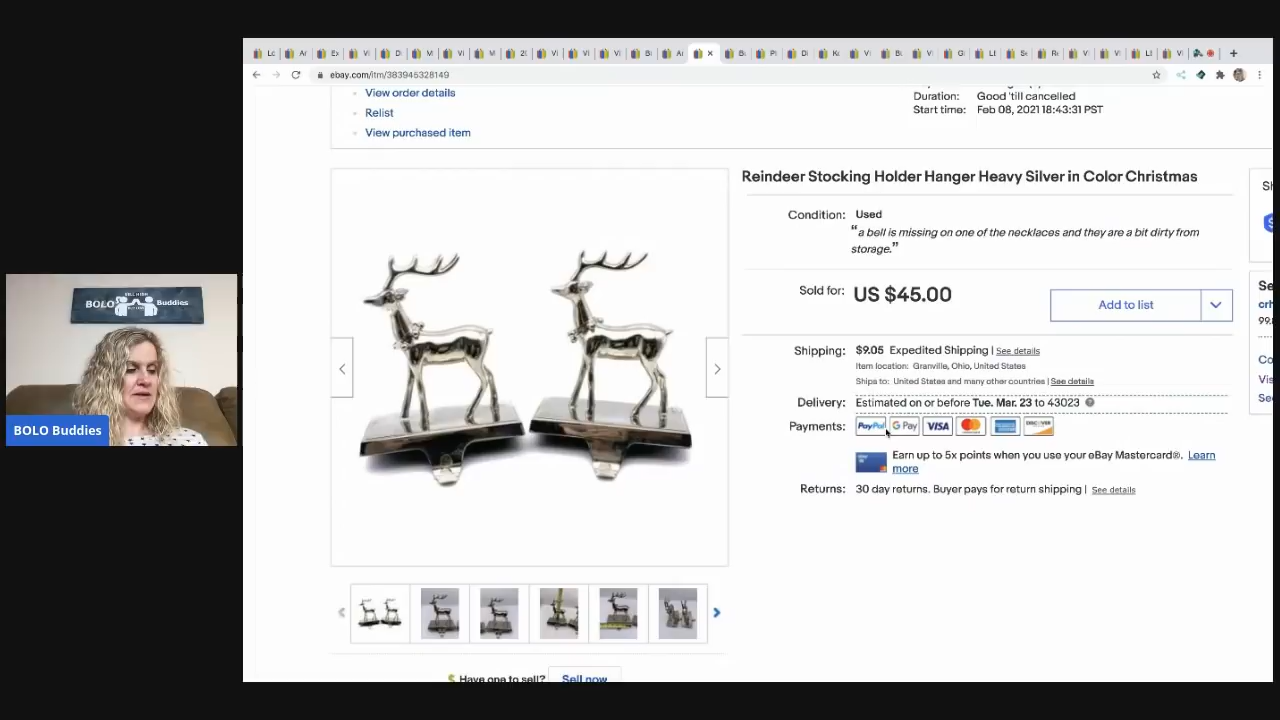 ebay.com/itm/383945328149
View order details
Relist
View purchased item
Duration: Good 'till cancelled
Start time: Feb 08, 2021 18:43:31 PST
Reindeer Stocking Holder Hanger Heavy Silver in Color Christmas
Condition: Used
"a bell is missing on one of the necklaces and they are a bit dirty from
storage."
Sold for: US $45.00
Add to list
Shipping: $9.05 Expedited Shipping | See details
Item location: Granville, Ohio, United States
Ships to: United States and many other countries | See details
Delivery: Estimated on or before Tue. Mar. 23 to 43023
Payments: PayPal G Pay VISA
DISCOVER
Earn up to 5x points when you use your eBay Mastercard®. Learn
more
Returns: 30 day returns. Buyer pays for return shipping | See details
Have one to sell? Sell now
BOLO Buddies
BOLO Buddies